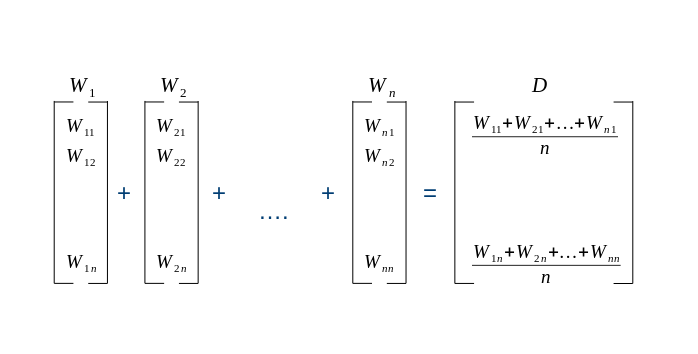 W₁ W₂ Wₙ D
W₁₁ W₂₁ Wₙ₁ W₁₁+W₂₁+...+Wₙ₁
n
W₁₂ W₂₂ Wₙ₂
+ + .... + =
W₁ₙ W₂ₙ Wₙₙ W₁ₙ+W₂ₙ+...+Wₙₙ
n